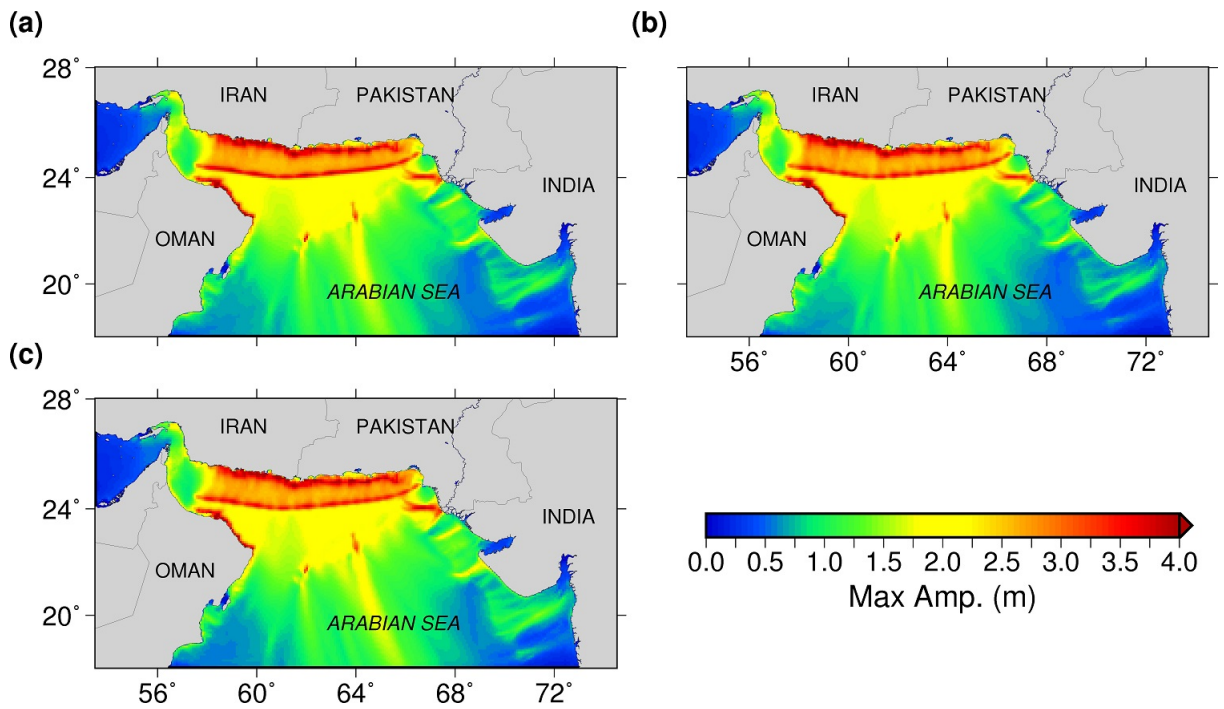 (a)
(b)
28˚
24˚
20˚
IRAN
PAKISTAN
INDIA
OMAN
ARABIAN SEA
IRAN
PAKISTAN
INDIA
OMAN
ARABIAN SEA
56˚ 60˚ 64˚ 68˚ 72˚
(c)
28˚
24˚
20˚
IRAN
PAKISTAN
INDIA
OMAN
ARABIAN SEA
56˚ 60˚ 64˚ 68˚ 72˚
0.0 0.5 1.0 1.5 2.0 2.5 3.0 3.5 4.0
Max Amp. (m)